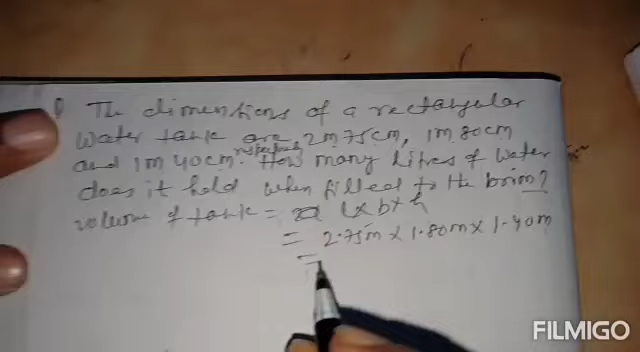 Q The dimensions of a rectangular
water tank are 2m 75cm, 1m 80cm
and 1m 40cm respectively. How many litres of water
does it hold when filled to the brim?
volume of tank = l × b × h
= 2.75m × 1.80m × 1.40m
=
FILMIGO